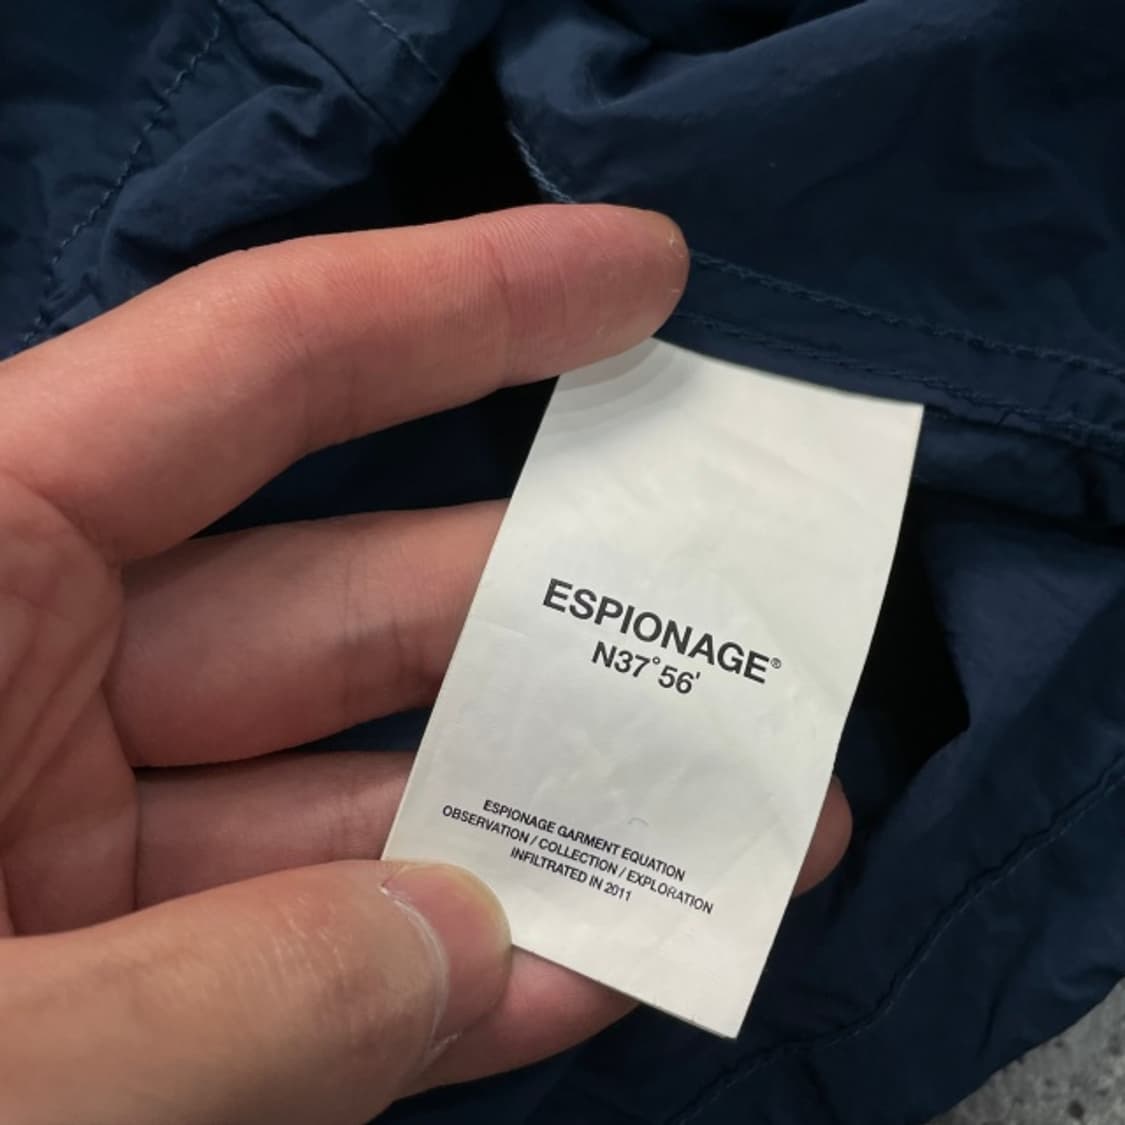 ESPIONAGE®
N37°56'
ESPIONAGE GARMENT EQUATION
OBSERVATION / COLLECTION / EXPLORATION
INFILTRATED IN 2011